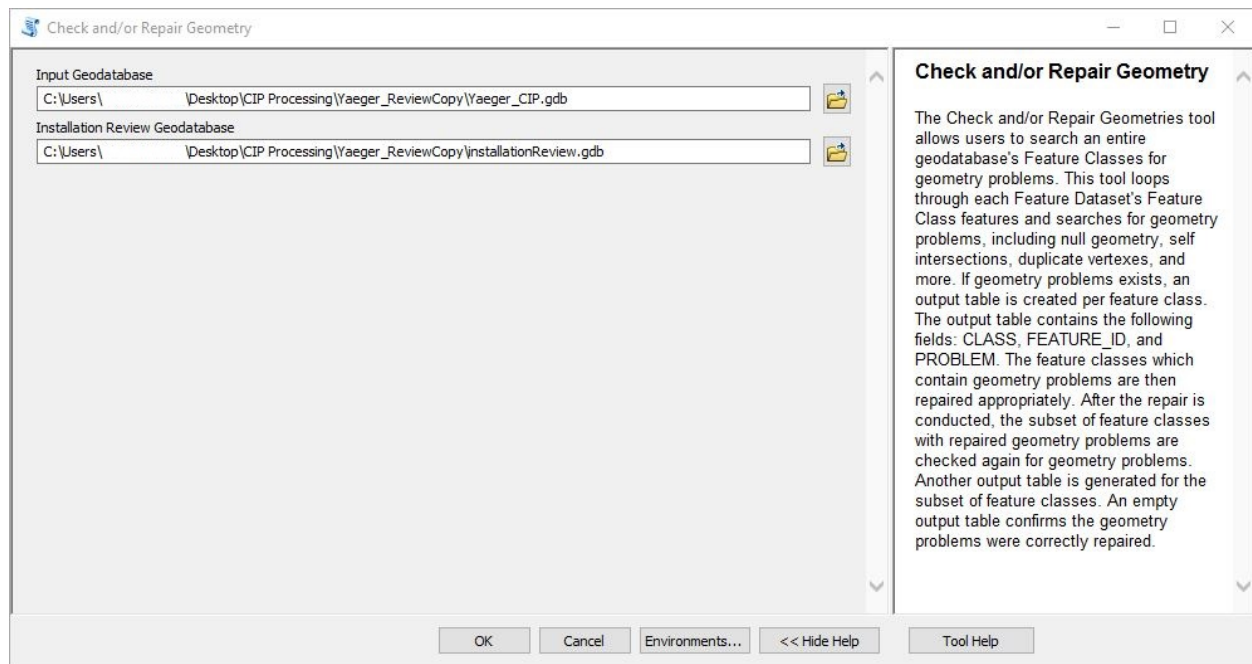 Check and/or Repair Geometry
Input Geodatabase
C:\Users\ \Desktop\CIP Processing\Yaeger_ReviewCopy\Yaeger_CIP.gdb
Installation Review Geodatabase
C:\Users\ \Desktop\CIP Processing\Yaeger_ReviewCopy\installationReview.gdb
Check and/or Repair Geometry
The Check and/or Repair Geometries tool
allows users to search an entire
geodatabase's Feature Classes for
geometry problems. This tool loops
through each Feature Dataset's Feature
Class features and searches for geometry
problems, including null geometry, self
intersections, duplicate vertexes, and
more. If geometry problems exists, an
output table is created per feature class.
The output table contains the following
fields: CLASS, FEATURE_ID, and
PROBLEM. The feature classes which
contain geometry problems are then
repaired appropriately. After the repair is
conducted, the subset of feature classes
with repaired geometry problems are
checked again for geometry problems.
Another output table is generated for the
subset of feature classes. An empty
output table confirms the geometry
problems were correctly repaired.
OK Cancel Environments... << Hide Help Tool Help